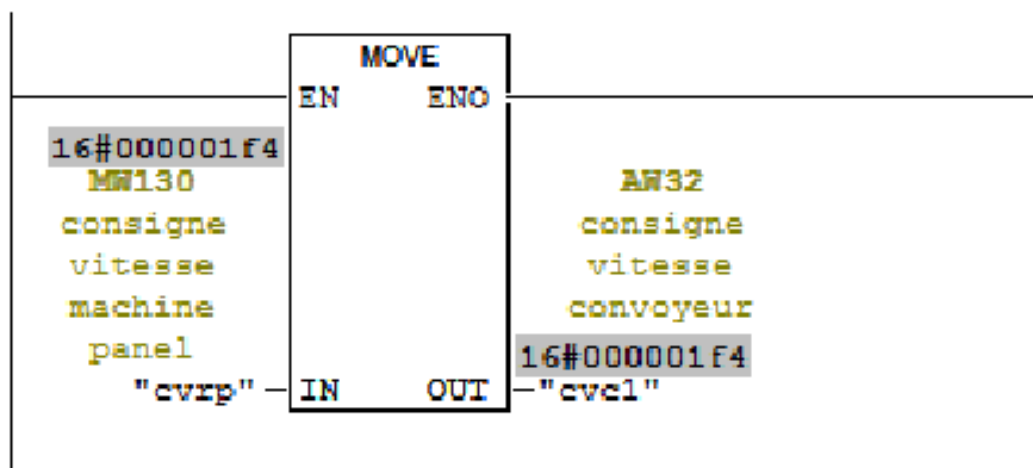 MOVE
EN ENO
16#000001f4
MW130
consigne
vitesse
machine
panel
"cvrp"
IN OUT
AW32
consigne
vitesse
convoyeur
16#000001f4
"cvc1"